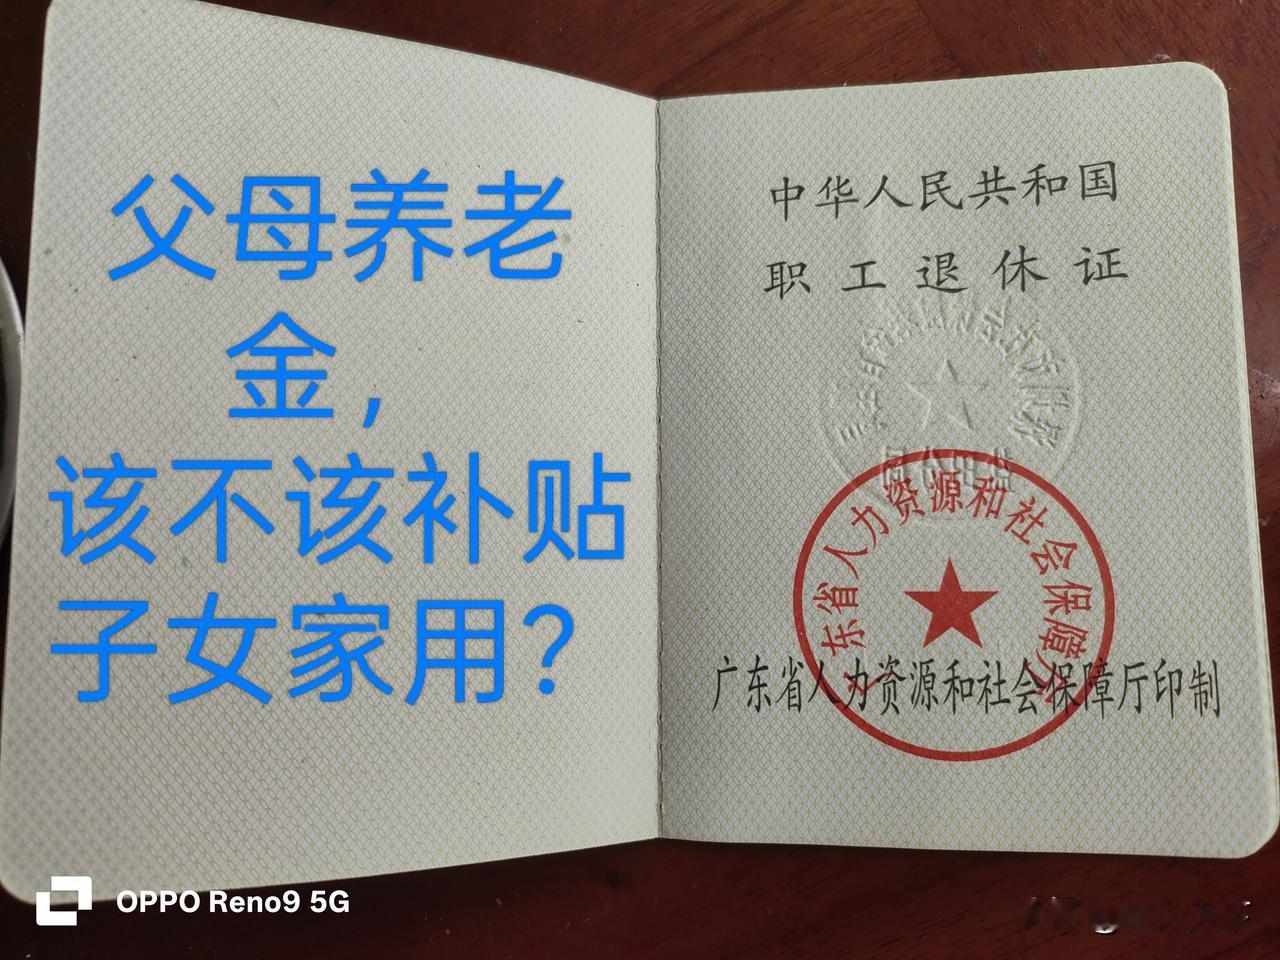 父母养老
金，
该不该补贴
子女家用？
中华人民共和国
职工退休证
广东省人力资源和社会保障厅
广东省人力资源和社会保障厅印制
OPPO Reno9 5G